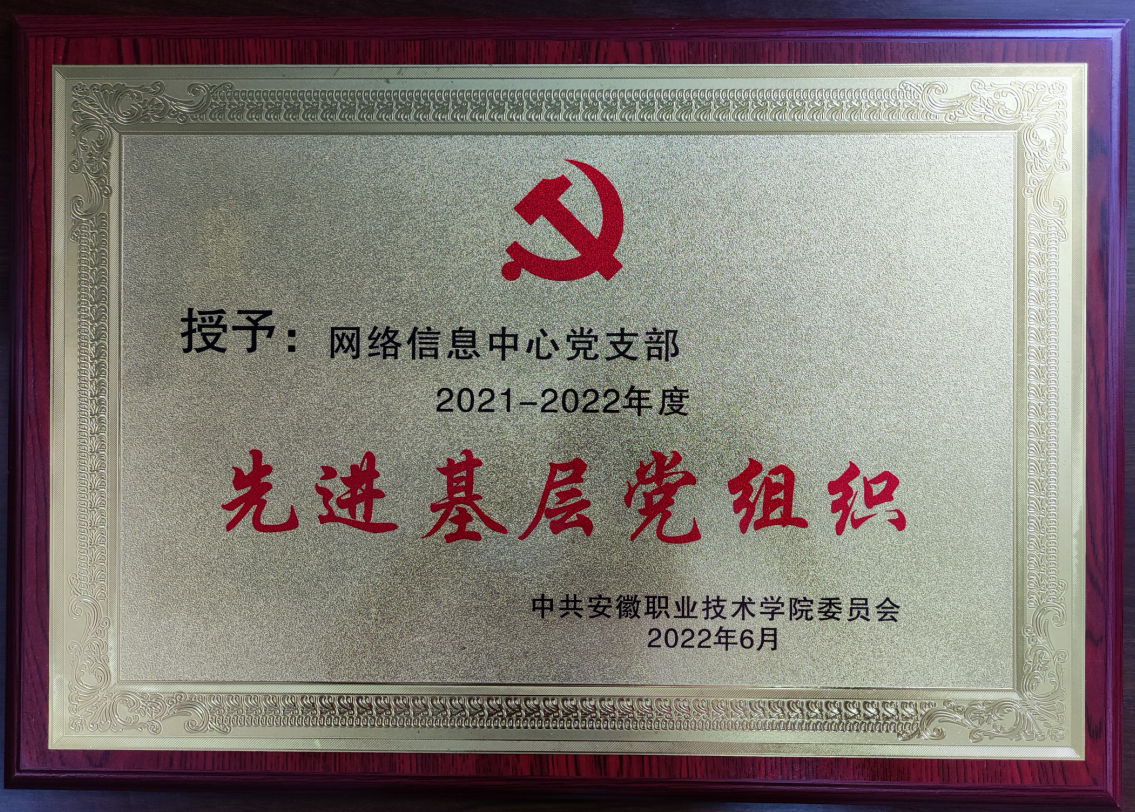 授予：网络信息中心党支部
2021-2022年度
先进基层党组织
中共安徽职业技术学院委员会
2022年6月